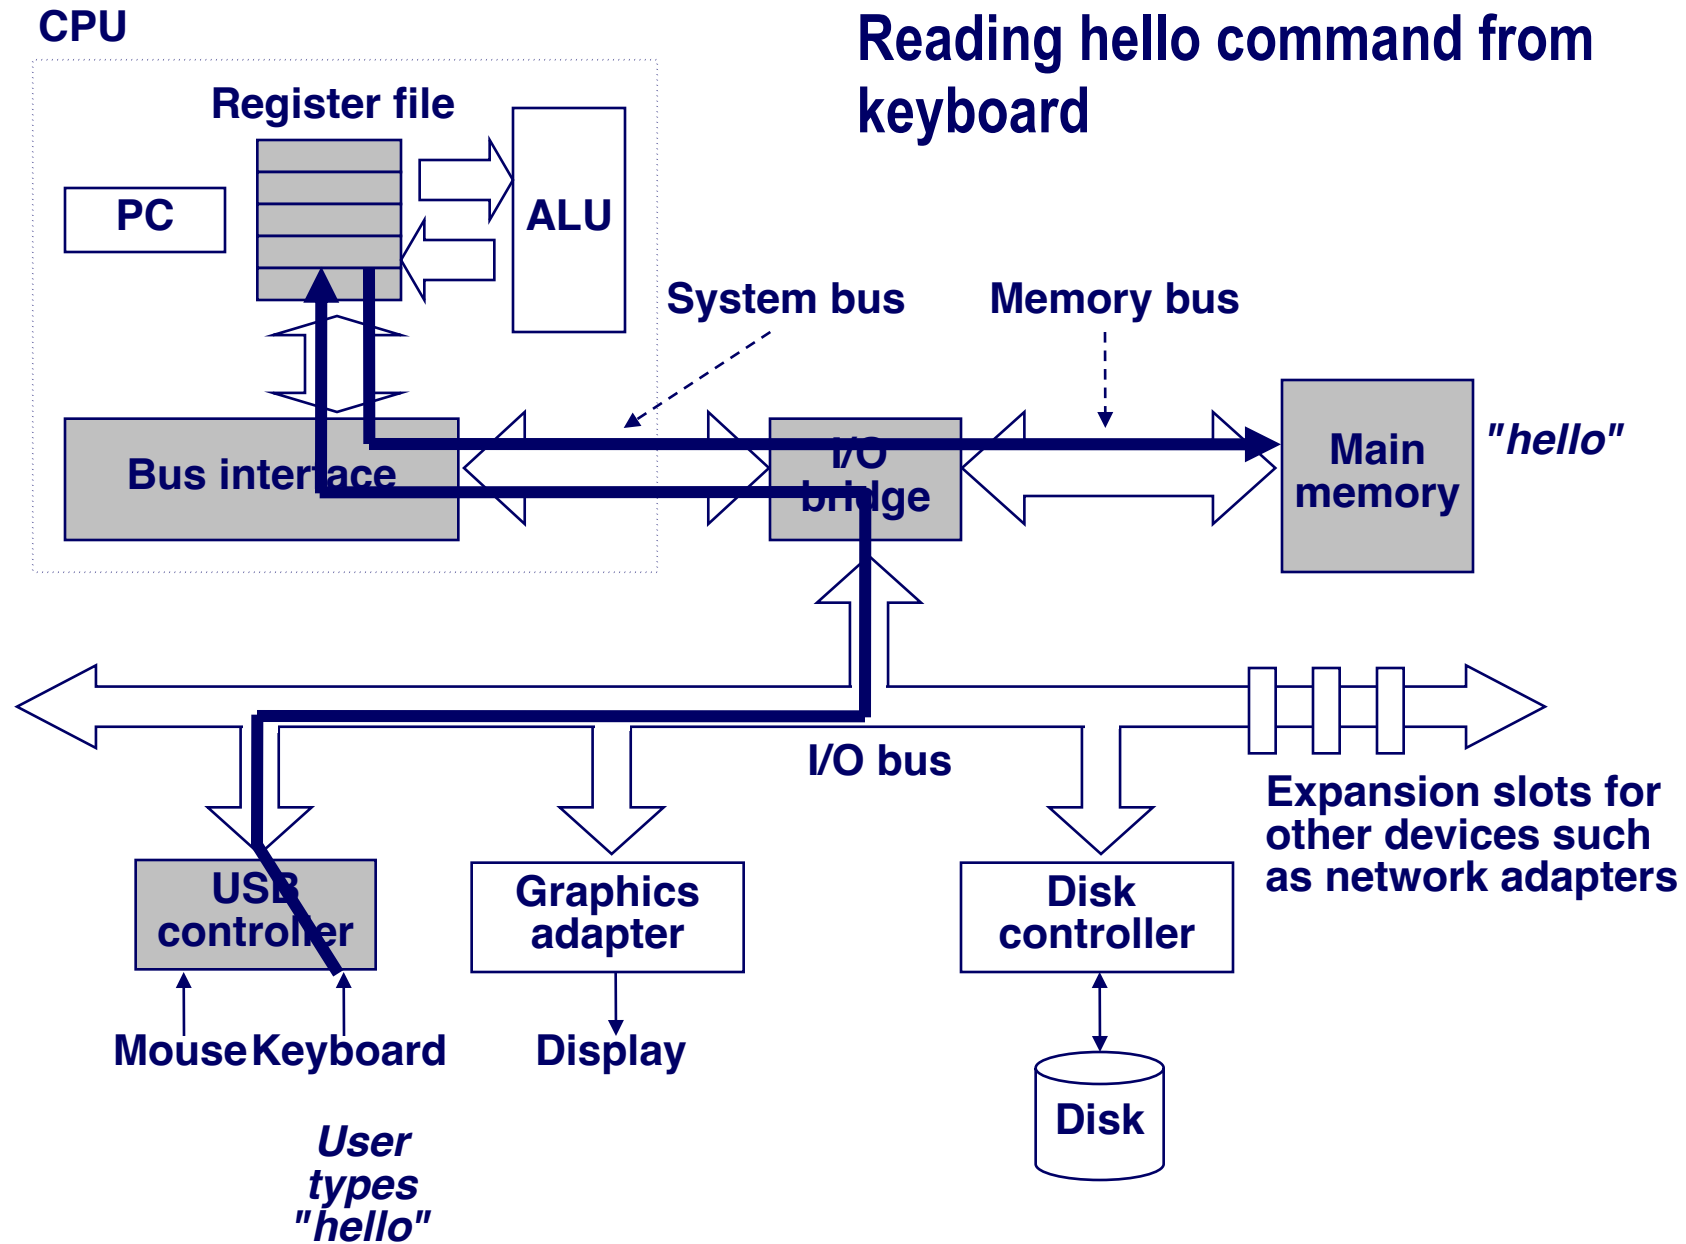 CPU
Reading hello command from
keyboard
Register file
PC
ALU
System bus
Memory bus
Bus interface
I/O
bridge
Main
memory
"hello"
I/O bus
Expansion slots for
other devices such
as network adapters
USB
controller
Graphics
adapter
Disk
controller
Mouse
Keyboard
Display
Disk
User
types
"hello"